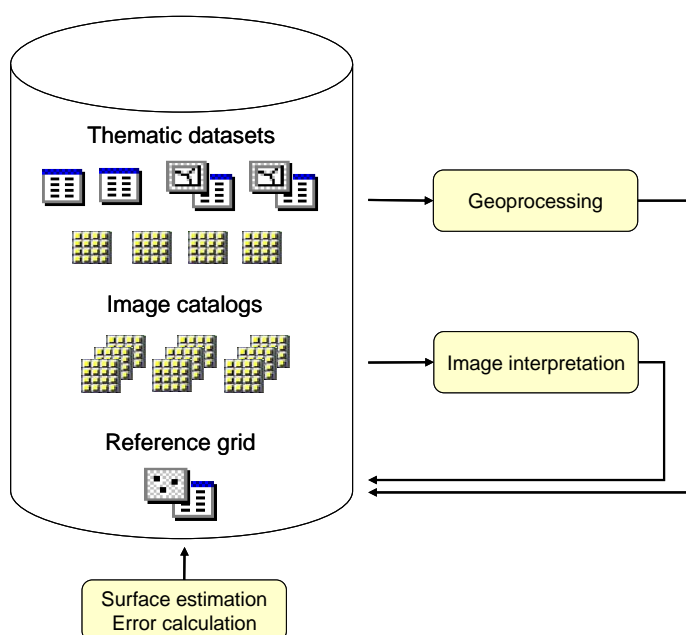 Thematic datasets
Geoprocessing
Image catalogs
Image interpretation
Reference grid
Surface estimation
Error calculation